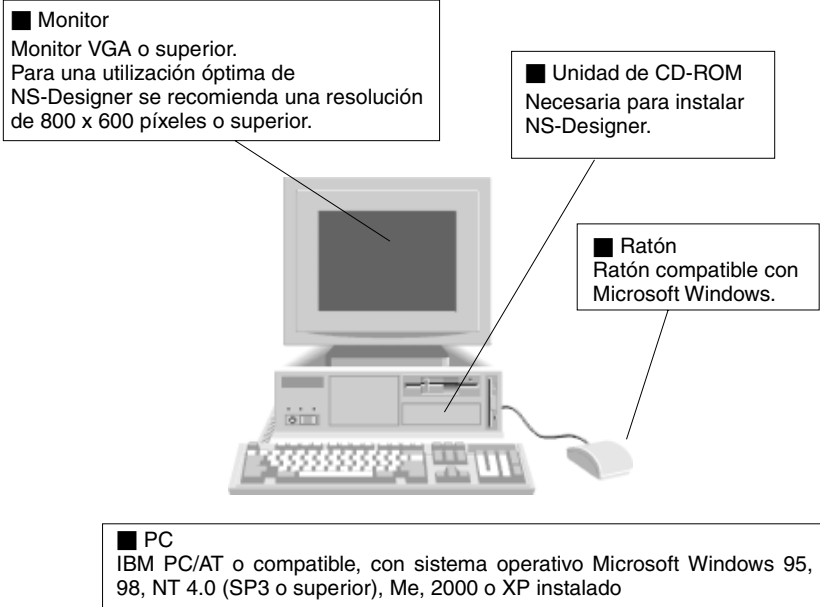 ■ Monitor
Monitor VGA o superior.
Para una utilización óptima de
NS-Designer se recomienda una resolución
de 800 x 600 píxeles o superior.
■ Unidad de CD-ROM
Necesaria para instalar
NS-Designer.
■ Ratón
Ratón compatible con
Microsoft Windows.
■ PC
IBM PC/AT o compatible, con sistema operativo Microsoft Windows 95,
98, NT 4.0 (SP3 o superior), Me, 2000 o XP instalado